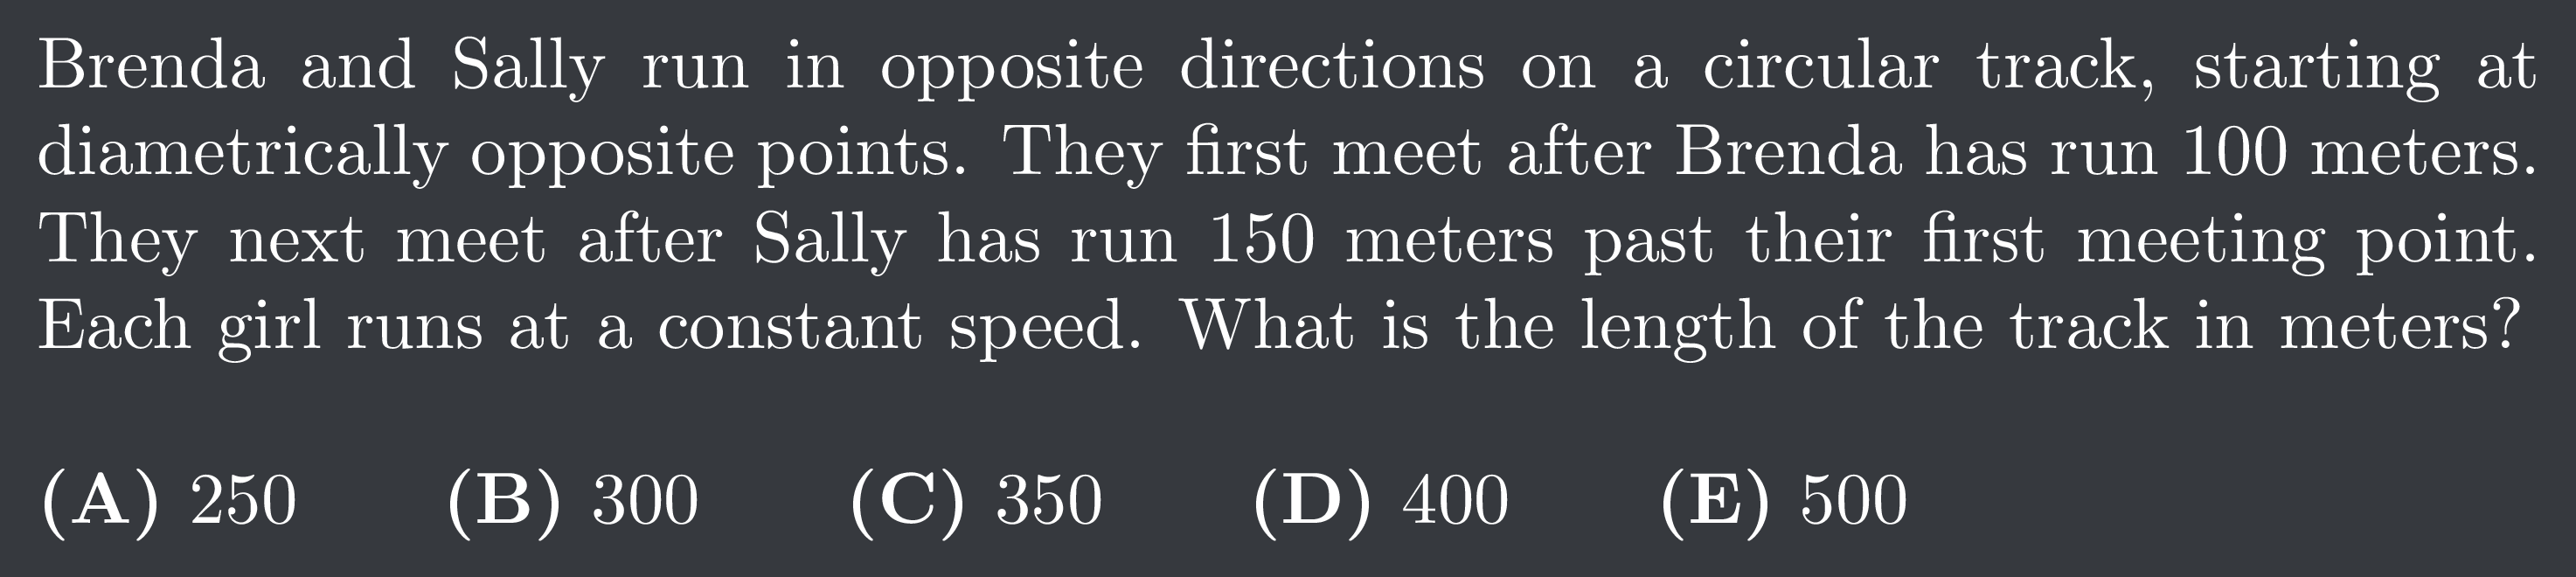 Brenda and Sally run in opposite directions on a circular track, starting at
diametrically opposite points. They first meet after Brenda has run 100 meters.
They next meet after Sally has run 150 meters past their first meeting point.
Each girl runs at a constant speed. What is the length of the track in meters?
(A) 250 (B) 300 (C) 350 (D) 400 (E) 500